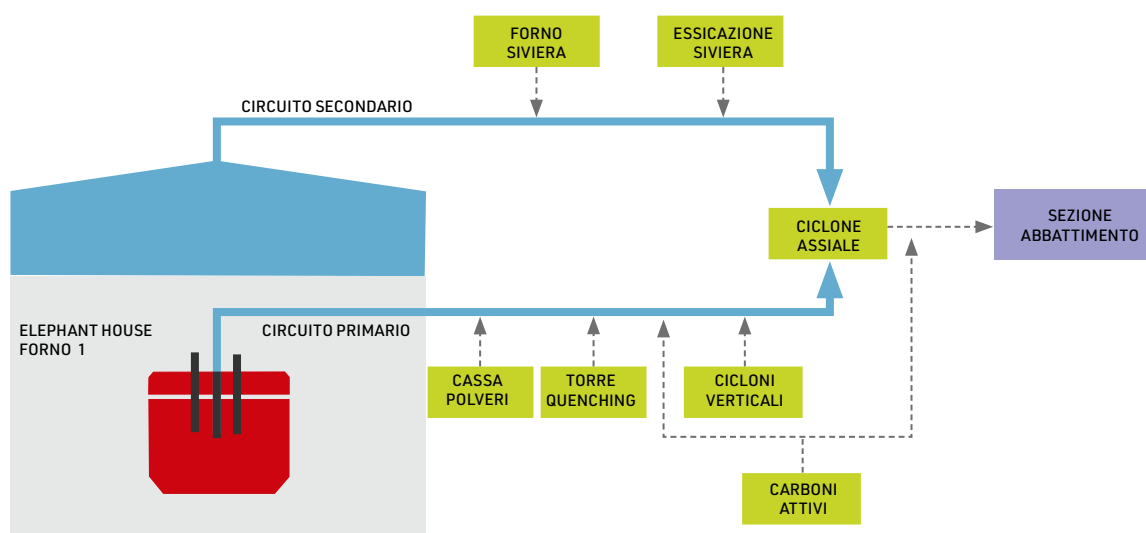 FORNO
SIVIERA
ESSICAZIONE
SIVIERA
CIRCUITO SECONDARIO
CICLONE
ASSIALE
SEZIONE
ABBATTIMENTO
ELEPHANT HOUSE
FORNO 1
CIRCUITO PRIMARIO
CASSA
POLVERI
TORRE
QUENCHING
CICLONI
VERTICALI
CARBONI
ATTIVI